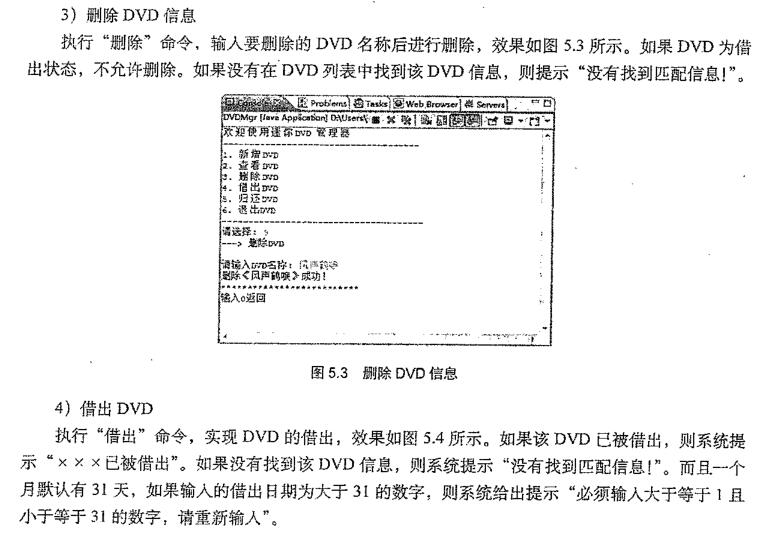 3）删除 DVD 信息
执行“删除”命令，输入要删除的 DVD 名称后进行删除，效果如图 5.3 所示。如果 DVD 为借
出状态，不允许删除。如果没有在 DVD 列表中找到该 DVD 信息，则提示“没有找到匹配信息！”。
Problems Tasks Web Browser Servers
DVDMgr [Java Application] D:\Users\
欢迎使用迷你DVD 管理器
1. 新增DVD
2. 查看DVD
3. 删除DVD
4. 借出DVD
5. 归还DVD
6. 退出DVD
请选择：
---> 删除DVD
请输入DVD名称：风声鹤唳
删除《风声鹤唳》成功！
**************************
输入0返回
图 5.3 删除 DVD 信息
4）借出 DVD
执行“借出”命令，实现 DVD 的借出，效果如图 5.4 所示。如果该 DVD 已被借出，则系统提
示“×××已被借出”。如果没有找到该 DVD 信息，则系统提示“没有找到匹配信息！”。而且一个
月默认有 31 天，如果输入的借出日期为大于 31 的数字，则系统给出提示“必须输入大于等于 1 且
小于等于 31 的数字，请重新输入”。